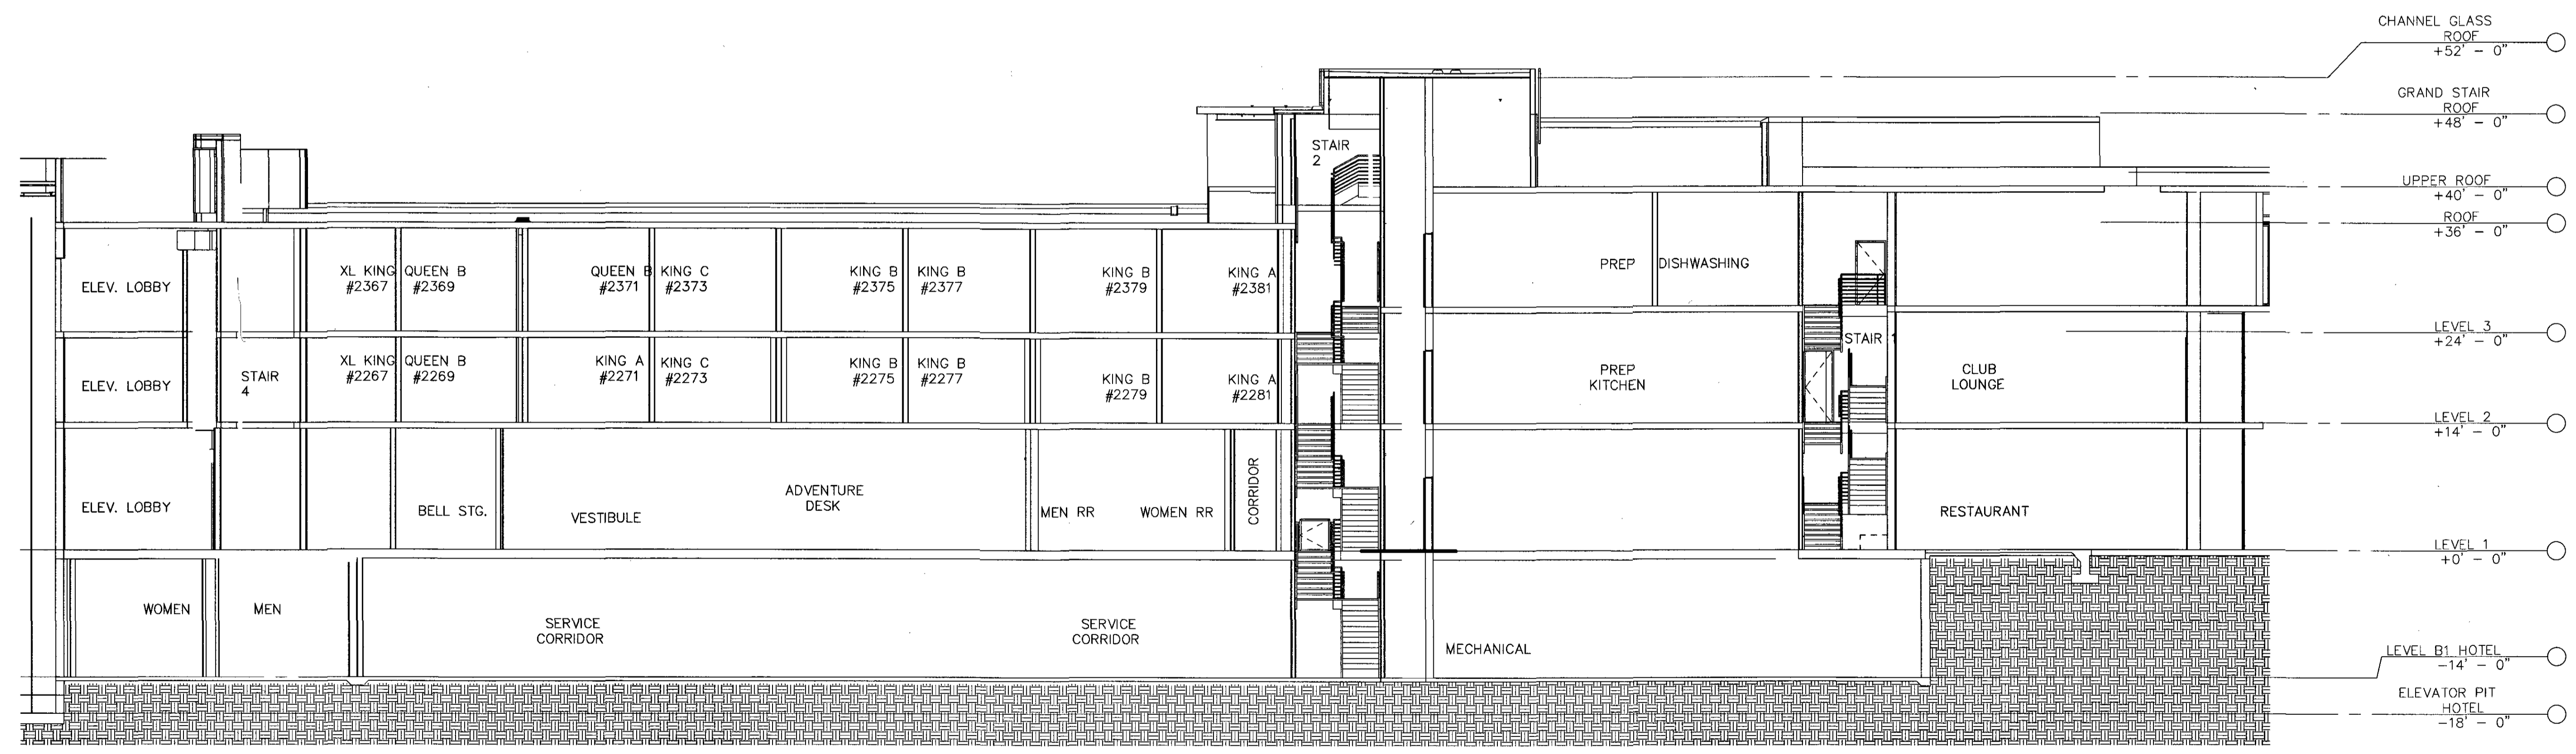 CHANNEL GLASS
ROOF
+52' - 0"
GRAND STAIR
ROOF
+48' - 0"
UPPER ROOF
+40' - 0"
ROOF
+36' - 0"
LEVEL 3
+24' - 0"
LEVEL 2
+14' - 0"
LEVEL 1
+0' - 0"
LEVEL B1 HOTEL
-14' - 0"
ELEVATOR PIT
HOTEL
-18' - 0"
STAIR
2
ELEV. LOBBY
XL KING
#2367
QUEEN B
#2369
QUEEN B
#2371
KING C
#2373
KING B
#2375
KING B
#2377
KING B
#2379
KING A
#2381
PREP
DISHWASHING
ELEV. LOBBY
STAIR
4
XL KING
#2267
QUEEN B
#2269
KING A
#2271
KING C
#2273
KING B
#2275
KING B
#2277
KING B
#2279
KING A
#2281
PREP
KITCHEN
STAIR 1
CLUB
LOUNGE
ELEV. LOBBY
BELL STG.
VESTIBULE
ADVENTURE
DESK
MEN RR
WOMEN RR
CORRIDOR
RESTAURANT
WOMEN
MEN
SERVICE
CORRIDOR
SERVICE
CORRIDOR
MECHANICAL